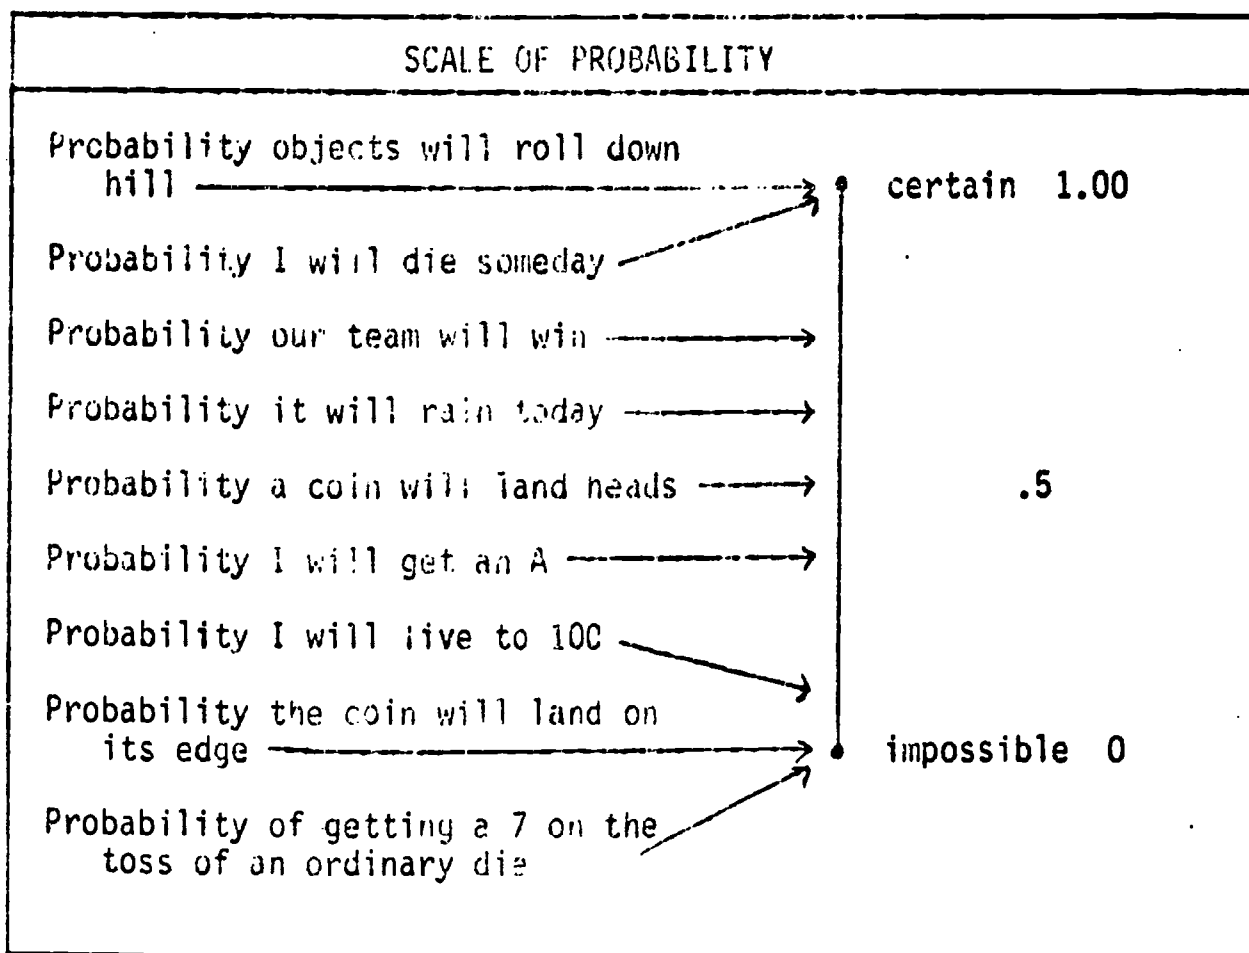 SCALE OF PROBABILITY
Probability objects will roll down
hill
certain 1.00
Probability I will die someday
Probability our team will win
Probability it will rain today
Probability a coin will land heads
.5
Probability I will get an A
Probability I will live to 100
Probability the coin will land on
its edge
impossible 0
Probability of getting a 7 on the
toss of an ordinary die